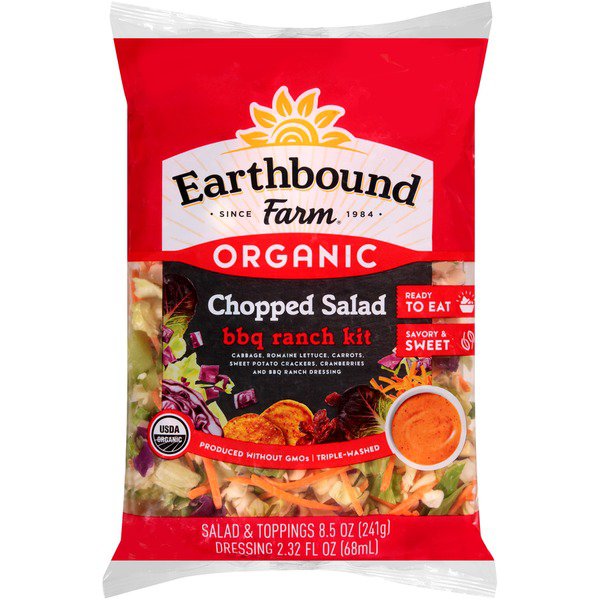 Earthbound
• SINCE Farm® 1984 •
ORGANIC
Chopped Salad
bbq ranch kit
CABBAGE, ROMAINE LETTUCE, CARROTS,
SWEET POTATO CRACKERS, CRANBERRIES
AND BBQ RANCH DRESSING
READY
TO EAT
SAVORY &
SWEET
USDA
ORGANIC
PRODUCED WITHOUT GMOs | TRIPLE-WASHED
SALAD & TOPPINGS 8.5 OZ (241g)
DRESSING 2.32 FL OZ (68mL)